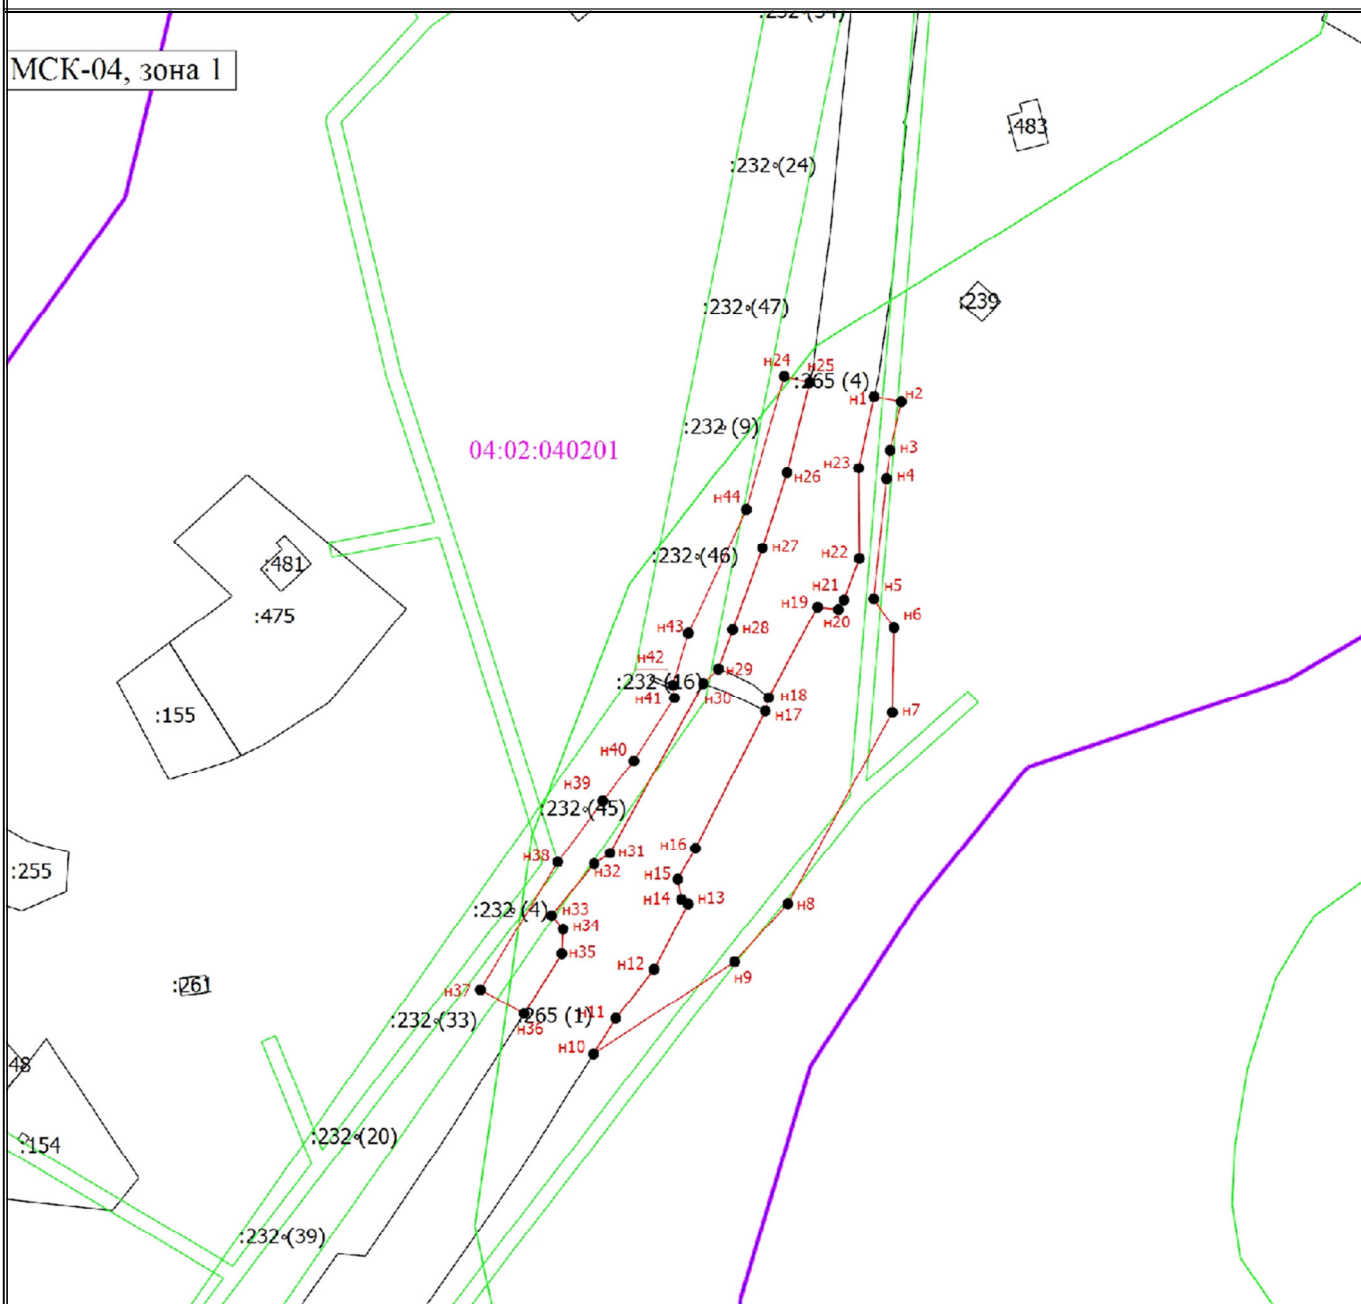 :232 (34)
МСК-04, зона 1
:483
:232 (24)
:239
:232 (47)
н24
н25
:265 (4)
н1
н2
:232 (9)
04:02:040201
н3
н23
н4
н26
н44
н27
:232 (46)
н22
:481
н21
н5
н19
н20
:475
н6
н43
н28
н42
н29
:232 (16)
н41
н30
н18
н17
:155
н7
н40
н39
:232 (45)
н16
н38
н31
н32
:255
н15
н14
н13
н8
:232 (4)
н33
н34
н35
н12
н9
:261
н37
н36
:265 (1)
н11
:232 (33)
н10
48
:154
:232 (20)
:232 (39)